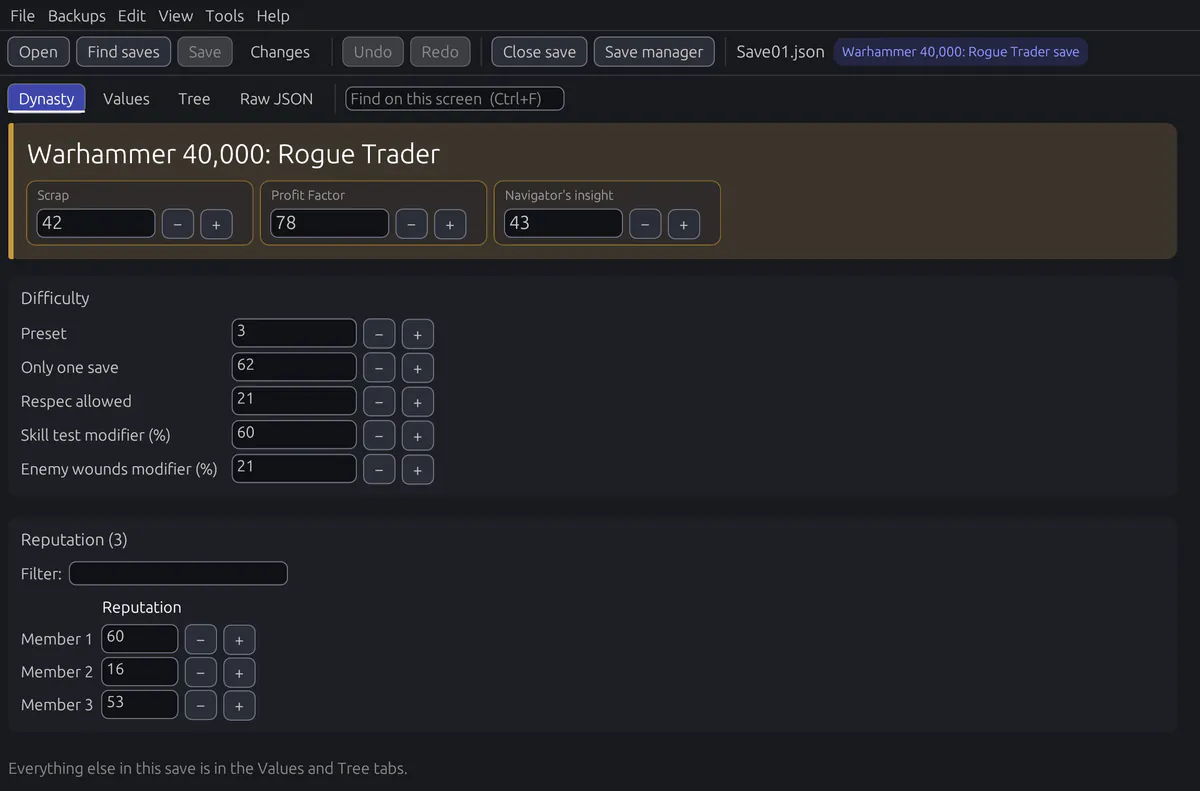 File Backups Edit View Tools Help
Open Find saves Save Changes Undo Redo Close save Save manager Save01.json Warhammer 40,000: Rogue Trader save
Dynasty Values Tree Raw JSON Find on this screen (Ctrl+F)
Warhammer 40,000: Rogue Trader
Scrap Profit Factor Navigator's insight
42 − + 78 − + 43 − +
Difficulty
Preset 3 − +
Only one save 62 − +
Respec allowed 21 − +
Skill test modifier (%) 60 − +
Enemy wounds modifier (%) 21 − +
Reputation (3)
Filter:
Reputation
Member 1 60 − +
Member 2 16 − +
Member 3 53 − +
Everything else in this save is in the Values and Tree tabs.